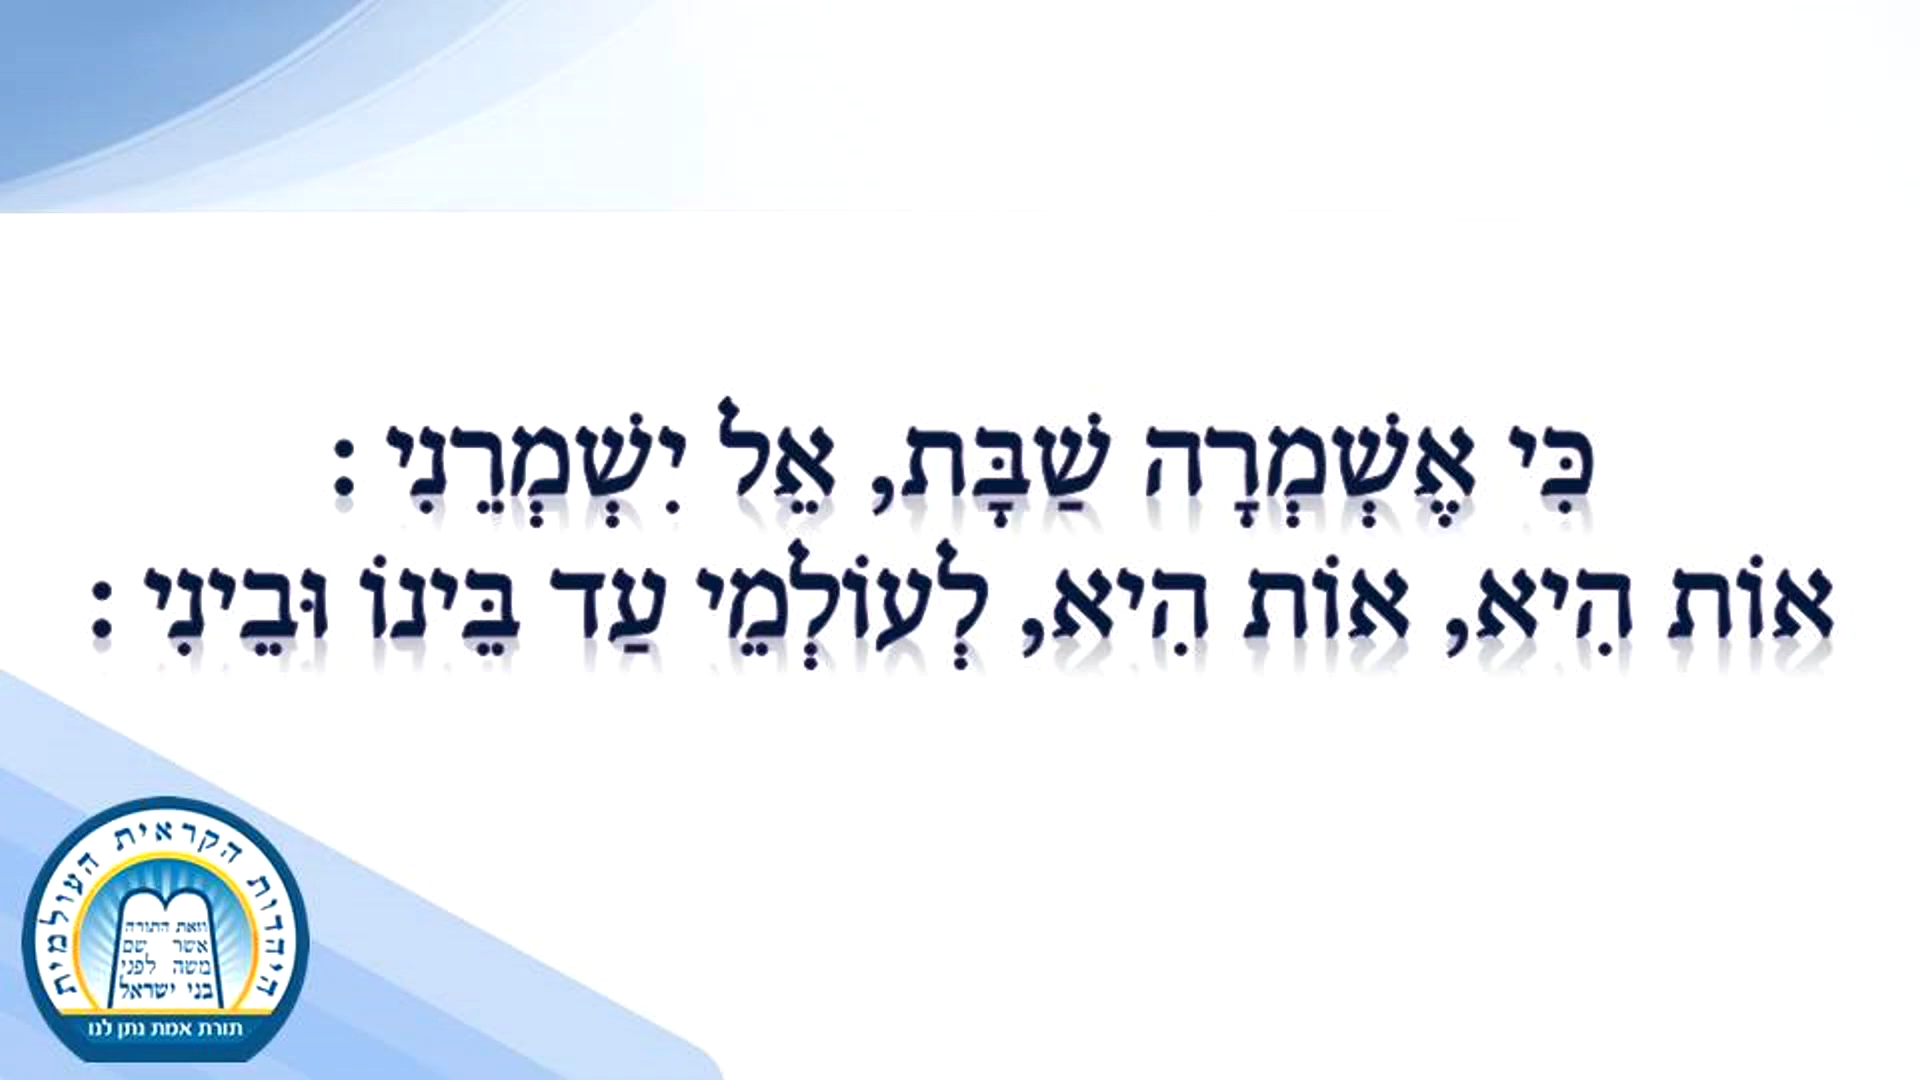 כִּי אֶשְׁמְרָה שַׁבָּת, אֵל יִשְׁמְרֵנִי :
אוֹת הִיא, אוֹת הִיא, לְעוֹלְמֵי עַד בֵּינוֹ וּבֵינִי :
היהדות הקראית העולמית
וזאת התורה
אשר שם
משה לפני
בני ישראל
תורת אמת נתן לנו